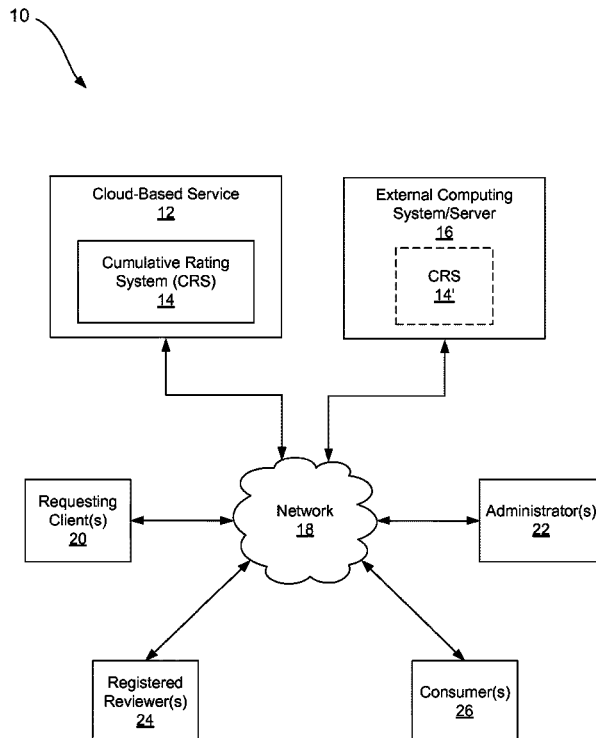 10
Cloud-Based Service
12
Cumulative Rating
System (CRS)
14
External Computing
System/Server
16
CRS
14'
Requesting
Client(s)
20
Network
18
Administrator(s)
22
Registered
Reviewer(s)
24
Consumer(s)
26